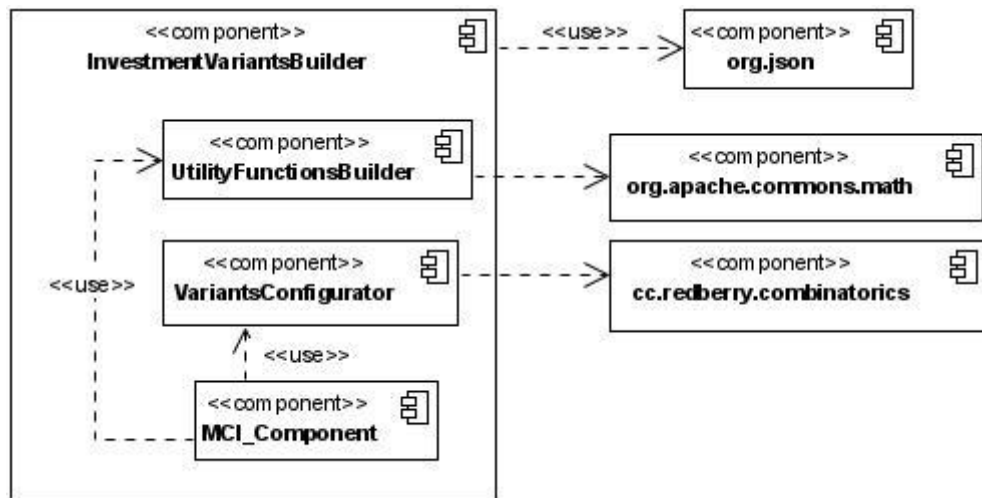 <<component>>
InvestmentVariantsBuilder
<<use>>
<<component>>
org.json
<<component>>
UtilityFunctionsBuilder
<<component>>
org.apache.commons.math
<<use>>
<<component>>
VariantsConfigurator
<<component>>
cc.redberry.combinatorics
<<use>>
<<component>>
MCI_Component